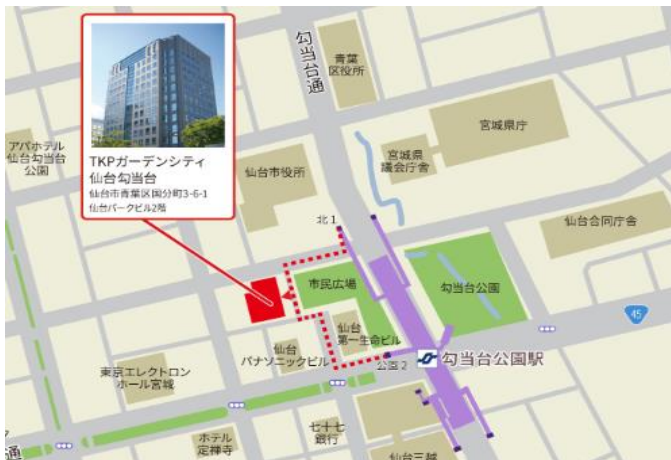 勾当台通
青葉
区役所
宮城県庁
宮城県
議会庁舎
アパホテル
仙台勾当台
公園
TKPガーデンシティ
仙台勾当台
仙台市青葉区国分町3-6-1
仙台パークビル2階
仙台市役所
仙台合同庁舎
北1
市民広場
勾当台公園
45
仙台
第一生命ビル
仙台
パナソニックビル
公園2
勾当台公園駅
東京エレクトロン
ホール宮城
通
ホテル
定禅寺
七十七
銀行
仙台三越